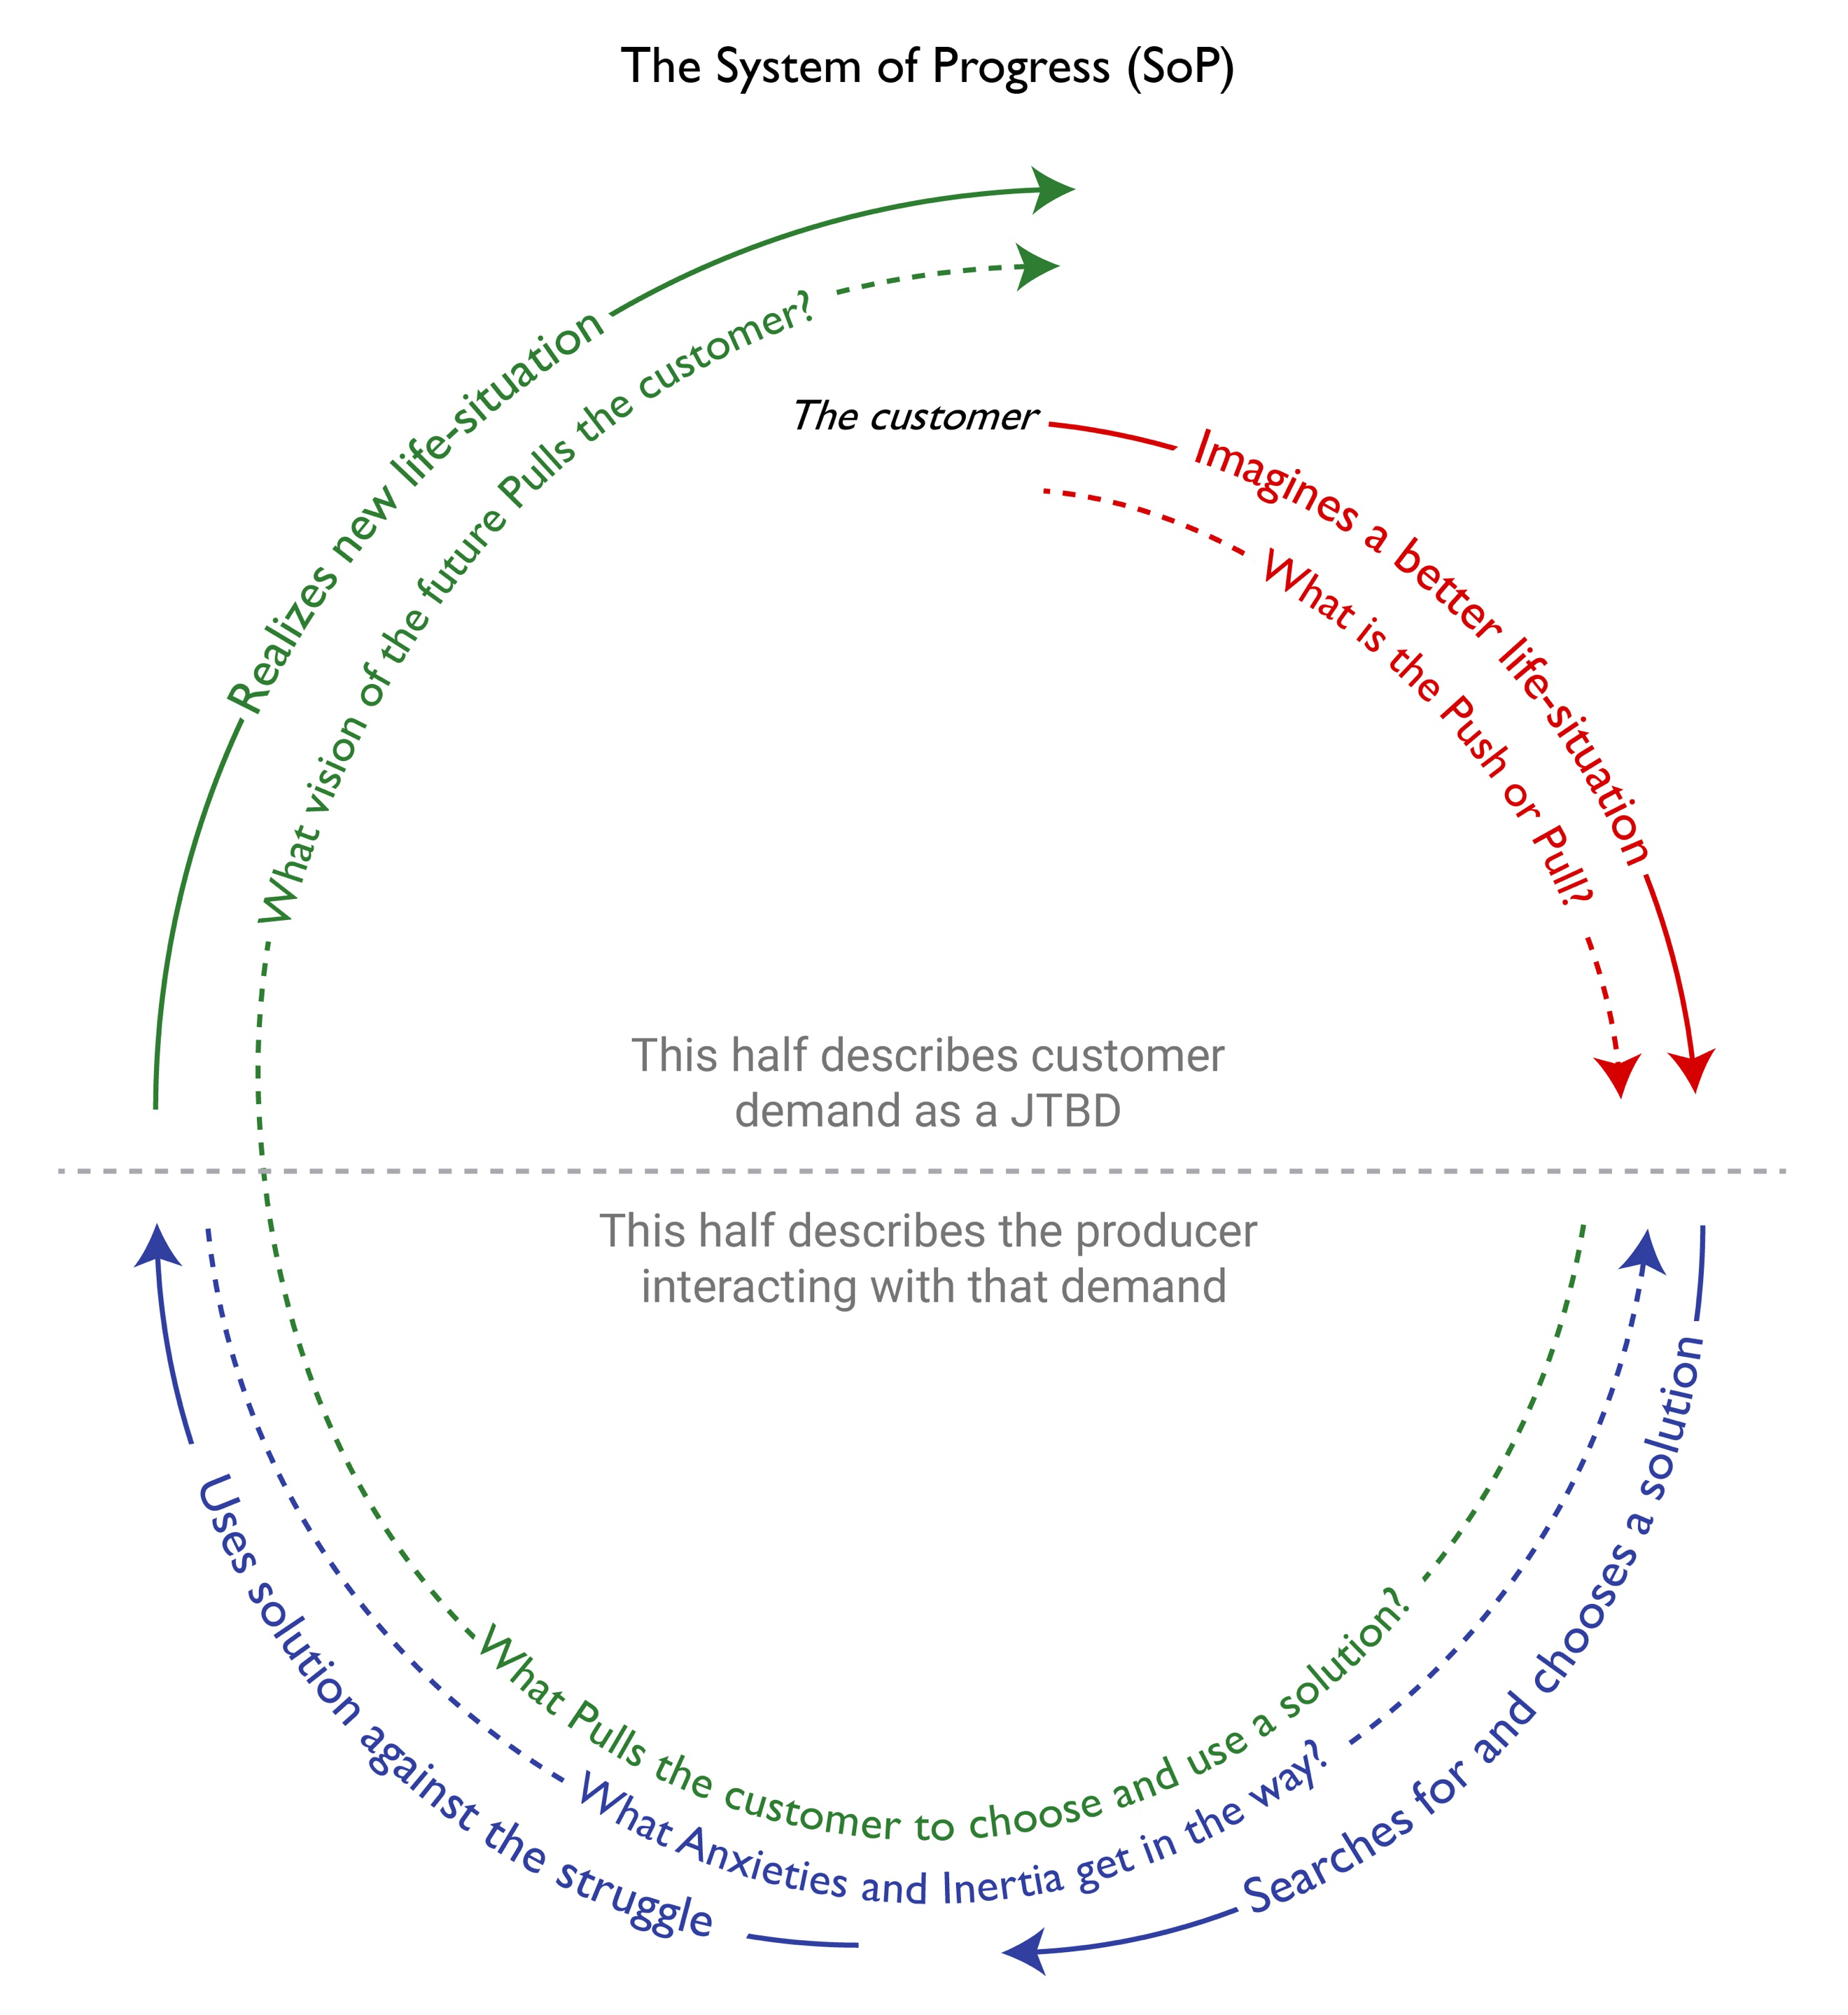 The System of Progress (SoP)
Realizes new life-situation
What vision of the future Pulls the customer?
The customer
Imagines a better life-situation
What is the Push or Pull?
This half describes customer
demand as a JTBD
This half describes the producer
interacting with that demand
Searches for and chooses a solution
Uses solution against the struggle
What Pulls the customer to choose and use a solution?
What Anxieties and Inertia get in the way?